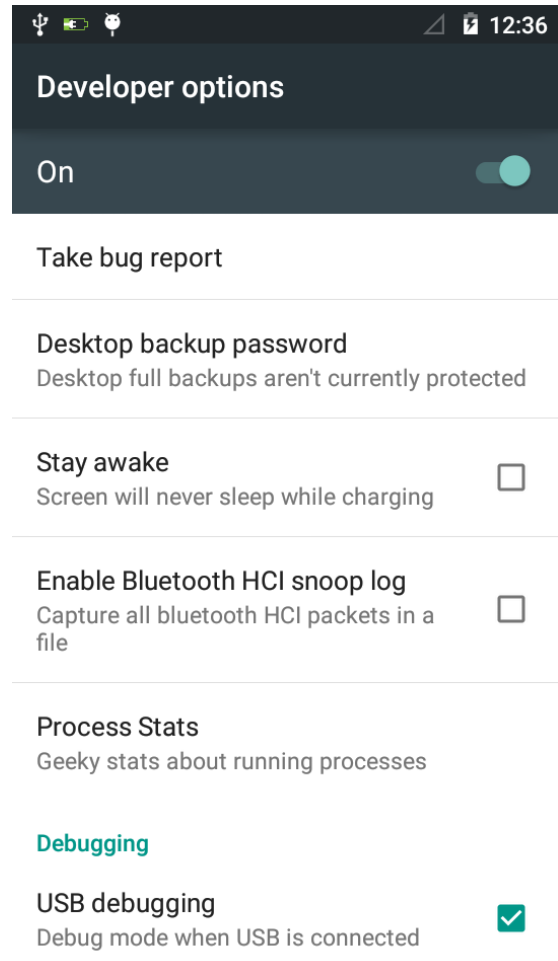 12:36
Developer options
On
Take bug report
Desktop backup password
Desktop full backups aren't currently protected
Stay awake
Screen will never sleep while charging
Enable Bluetooth HCI snoop log
Capture all bluetooth HCI packets in a
file
Process Stats
Geeky stats about running processes
Debugging
USB debugging
Debug mode when USB is connected